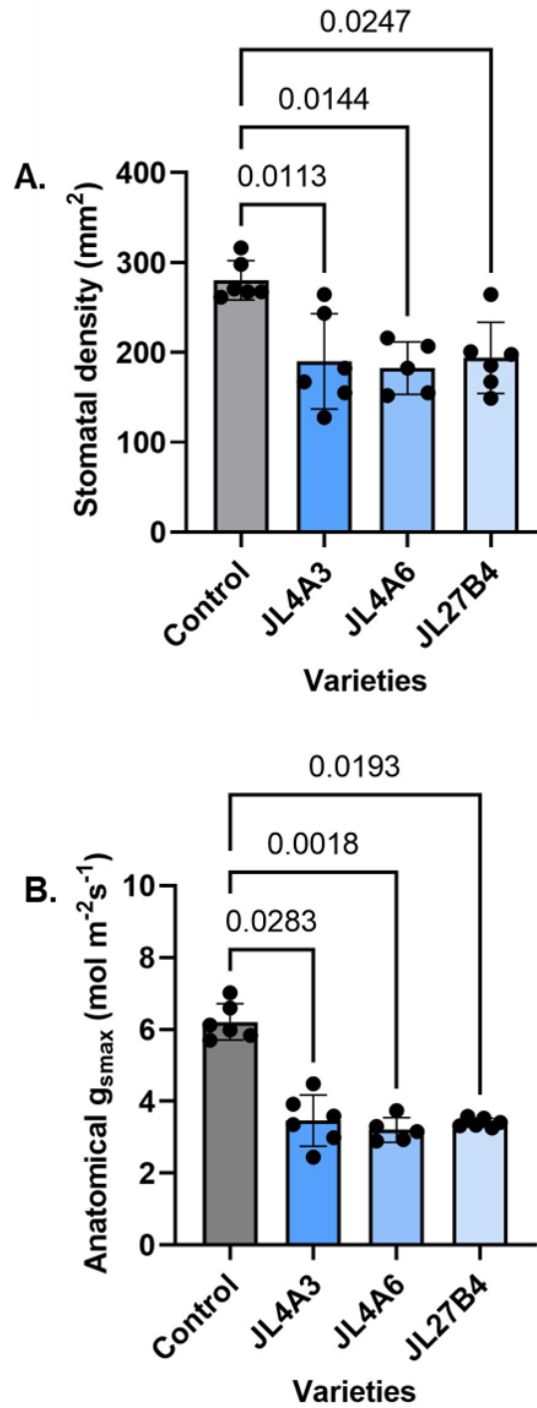 0.0247
0.0144
0.0113
A.
Stomatal density (mm²)
400
300
200
100
0
Control
JL4A3
JL4A6
JL27B4
Varieties
0.0193
0.0018
0.0283
B.
Anatomical gsmax (mol m⁻²s⁻¹)
10
8
6
4
2
0
Control
JL4A3
JL4A6
JL27B4
Varieties